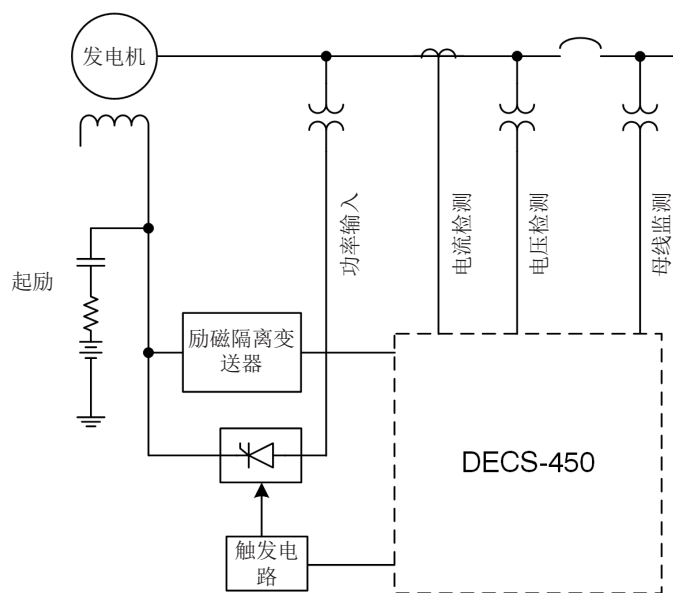 发电机
功率输入
电流检测
电压检测
母线监测
起励
励磁隔离变
送器
DECS-450
触发电
路